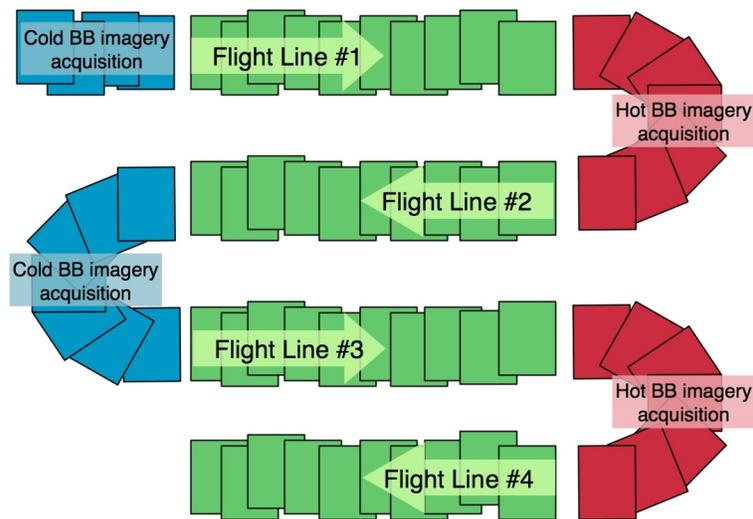 Cold BB imagery
acquisition
Flight Line #1
Hot BB imagery
acquisition
Flight Line #2
Cold BB imagery
acquisition
Flight Line #3
Hot BB imagery
acquisition
Flight Line #4